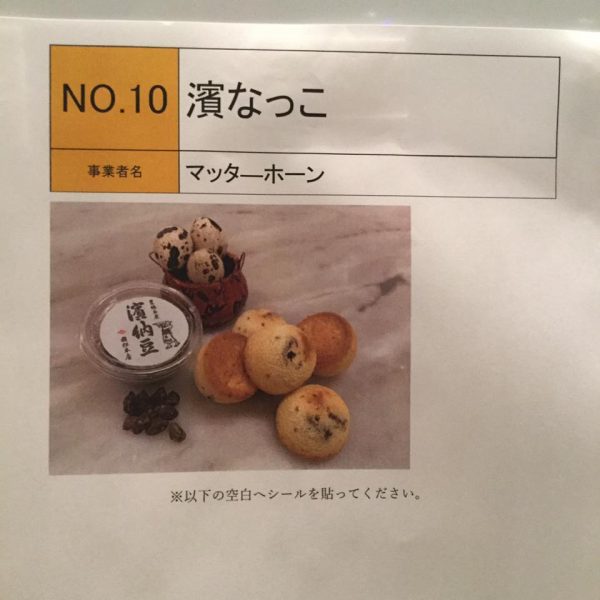 NO.10
濱なっこ
事業者名
マッターホーン
濱納豆
※以下の空白へシールを貼ってください。